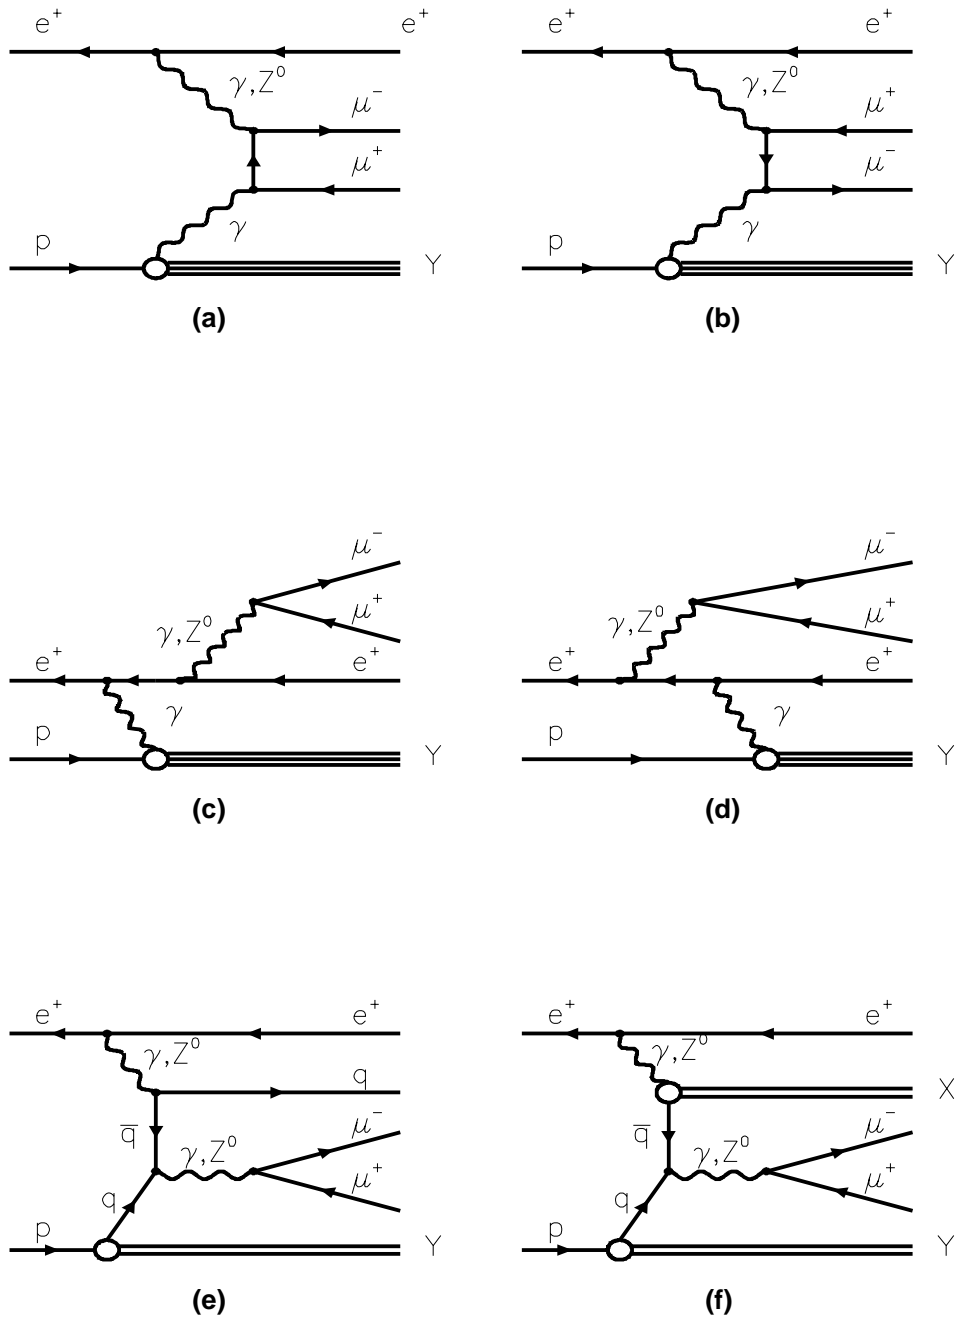 e⁺ e⁺ e⁺ e⁺
γ,Z⁰ γ,Z⁰
μ⁻ μ⁺
μ⁺ μ⁻
γ γ
p Y p Y
(a) (b)
μ⁻ μ⁻
μ⁺ μ⁺
γ,Z⁰ γ,Z⁰
e⁺ e⁺ e⁺ e⁺
γ γ
p Y p Y
(c) (d)
e⁺ e⁺ e⁺ e⁺
γ,Z⁰ γ,Z⁰
q X
q̅ μ⁻ q̅ μ⁻
γ,Z⁰ γ,Z⁰
q μ⁺ q μ⁺
p Y p Y
(e) (f)